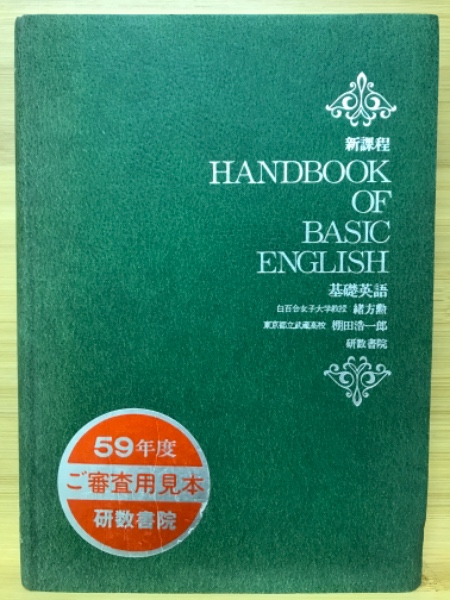 新課程
HANDBOOK
OF
BASIC
ENGLISH
基礎英語
白百合女子大学教授 緒方勲
東京都立武蔵高校 棚田浩一郎
研数書院
59年度
ご審査用見本
研数書院